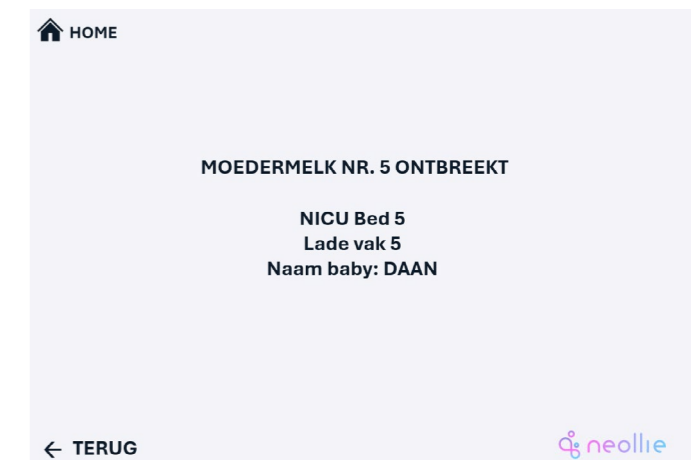 HOME
MOEDERMELK NR. 5 ONTBREEKT
NICU Bed 5
Lade vak 5
Naam baby: DAAN
← TERUG
neollie